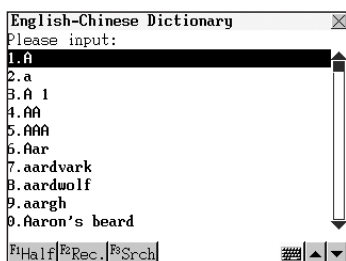 English-Chinese Dictionary
Please input:
1.A
2.a
3.A 1
4.AA
5.AAA
6.Aar
7.aardvark
8.aardwolf
9.aargh
0.Aaron's beard
F1Half F2Rec. F3Srch